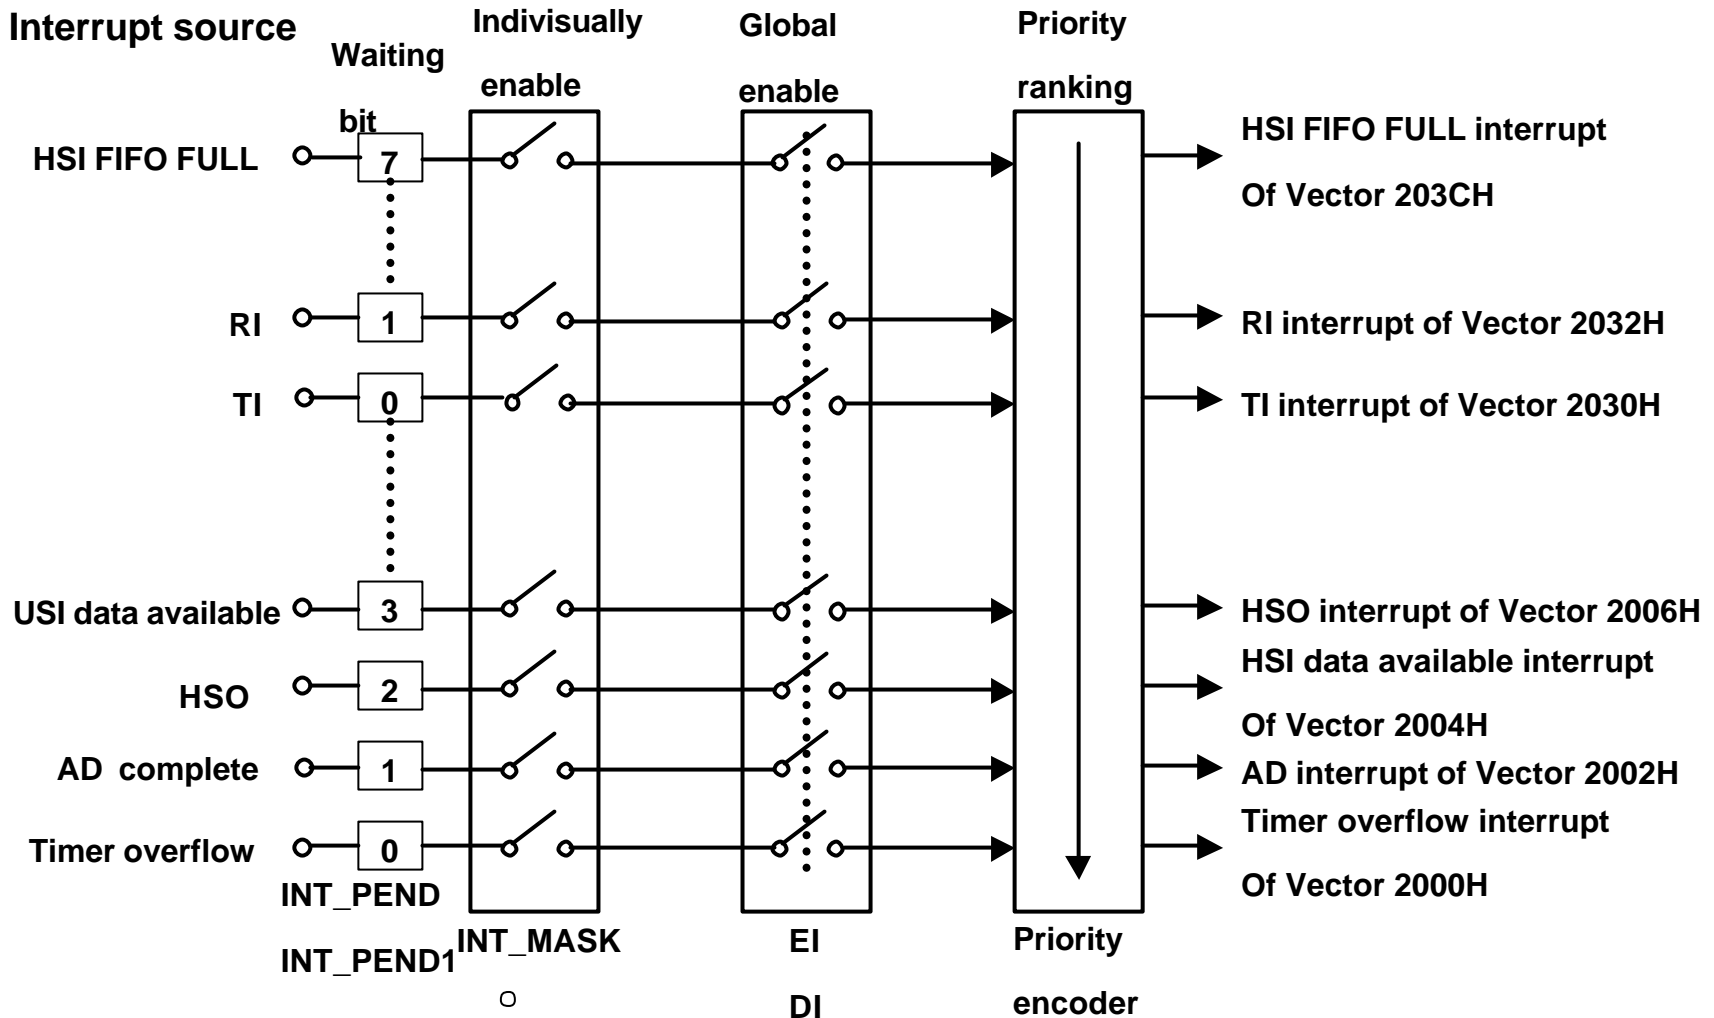 Interrupt source
Waiting
bit
Indivisually
enable
Global
enable
Priority
ranking
HSI FIFO FULL
7
HSI FIFO FULL interrupt
Of Vector 203CH
RI
1
RI interrupt of Vector 2032H
TI
0
TI interrupt of Vector 2030H
USI data available
3
HSO interrupt of Vector 2006H
HSO
2
HSI data available interrupt
Of Vector 2004H
AD complete
1
AD interrupt of Vector 2002H
Timer overflow
0
Timer overflow interrupt
Of Vector 2000H
INT_PEND
INT_PEND1
INT_MASK
EI
DI
Priority
encoder